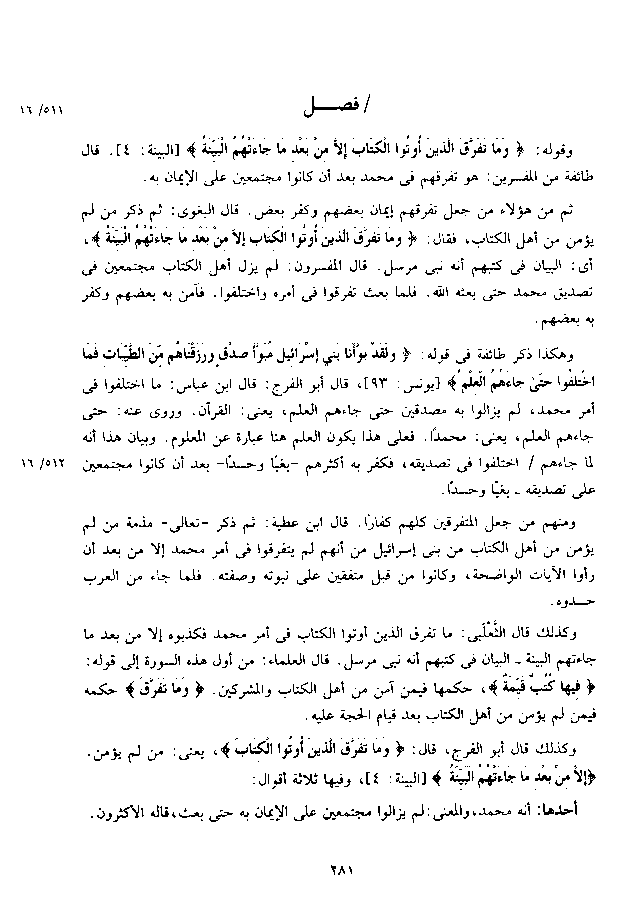 / فصـــل
١٦ /٥١١
وقوله: ﴿ وَمَا تَفَرَّقَ الَّذِينَ أُوتُوا الْكِتَابَ إِلاَّ مِنْ بَعْدِ مَا جَاءَتْهُمُ الْبَيِّنَةُ ﴾ [البينة: ٤]. قال
طائفة من المفسرين: هو تفرقهم فى محمد بعد أن كانوا مجتمعين على الإيمان به.
ثم من هؤلاء من جعل تفرقهم إيمان بعضهم وكفر بعض. قال البغوى: ثم ذكر من لم
يؤمن من أهل الكتاب، فقال: ﴿ وَمَا تَفَرَّقَ الَّذِينَ أُوتُوا الْكِتَابَ إِلاَّ مِنْ بَعْدِ مَا جَاءَتْهُمُ الْبَيِّنَةُ ﴾،
أى: البيان فى كتبهم أنه نبى مرسل. قال المفسرون: لم يزل أهل الكتاب مجتمعين فى
تصديق محمد حتى بعثه الله. فلما بعث تفرقوا فى أمره واختلفوا. فآمن به بعضهم وكفر
به بعضهم.
وهكذا ذكر طائفة فى قوله: ﴿ وَلَقَدْ بَوَّأْنَا بَنِي إِسْرَائِيلَ مُبَوَّأَ صِدْقٍ وَرَزَقْنَاهُم مِّنَ الطَّيِّبَاتِ فَمَا
اخْتَلَفُوا حَتَّىٰ جَاءَهُمُ الْعِلْمُ ﴾ [يونس: ٩٣]، قال أبو الفرج: قال ابن عباس: ما اختلفوا فى
أمر محمد، لم يزالوا به مصدقين حتى جاءهم العلم، يعنى: القرآن. وروى عنه: حتى
جاءهم العلم، يعنى: محمدًا. فعلى هذا يكون العلم هنا عبارة عن المعلوم. وبيان هذا أنه
لما جاءهم / اختلفوا فى تصديقه، فكفر به أكثرهم -بغيًا وحسدًا- بعد أن كانوا مجتمعين
١٦ /٥١٢
على تصديقه ـ بغيًا وحسدًا.
ومنهم من جعل المتفرقين كلهم كفارًا. قال ابن عطية: ثم ذكر -تعالى- مذمة من لم
يؤمن من أهل الكتاب من بنى إسرائيل من أنهم لم يتفرقوا فى أمر محمد إلا من بعد أن
رأوا الآيات الواضحة، وكانوا من قبل متفقين على نبوته وصفته. فلما جاء من العرب
حسدوه.
وكذلك قال الثَّعْلَبى: ما تفرق الذين أوتوا الكتاب فى أمر محمد فكذبوه إلا من بعد ما
جاءتهم البينة ـ البيان فى كتبهم أنه نبى مرسل. قال العلماء: من أول هذه السورة إلى قوله:
﴿ فِيهَا كُتُبٌ قَيِّمَةٌ ﴾، حكمها فيمن آمن من أهل الكتاب والمشركين. ﴿ وَمَا تَفَرَّقَ ﴾ حكمه
فيمن لم يؤمن من أهل الكتاب بعد قيام الحجة عليه.
وكذلك قال أبو الفرج، قال: ﴿ وَمَا تَفَرَّقَ الَّذِينَ أُوتُوا الْكِتَابَ ﴾، يعنى: من لم يؤمن.
﴿إِلاَّ مِنْ بَعْدِ مَا جَاءَتْهُمُ الْبَيِّنَةُ ﴾ [البينة: ٤]، وفيها ثلاثة أقوال:
أحدها: أنه محمد، والمعنى: لم يزالوا مجتمعين على الإيمان به حتى بعث، قاله الأكثرون.
٢٨١